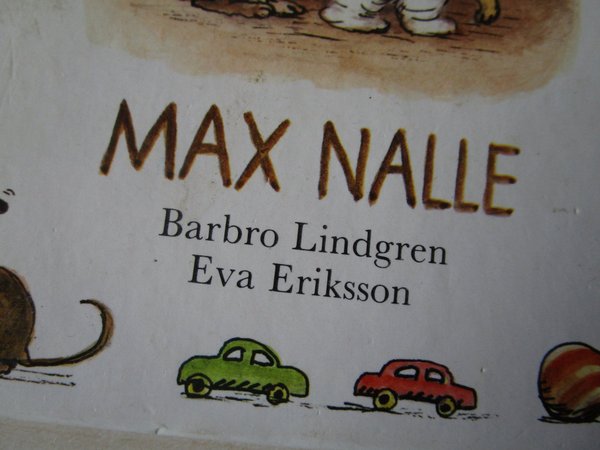 MAX NALLE
Barbro Lindgren
Eva Eriksson